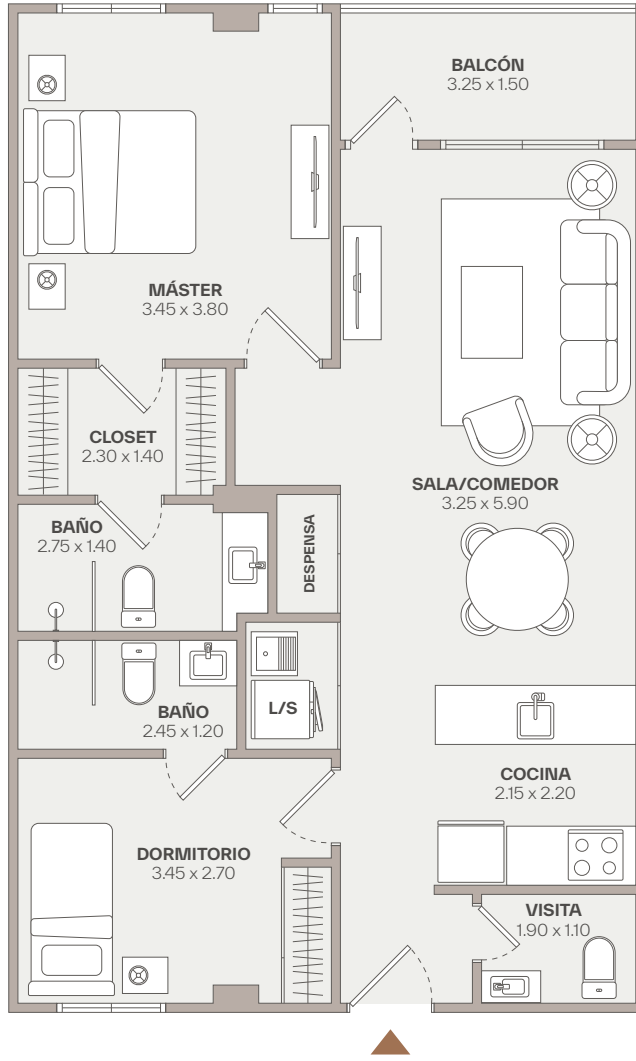 BALCÓN
3.25 x 1.50
MÁSTER
3.45 x 3.80
CLOSET
2.30 x 1.40
SALA/COMEDOR
3.25 x 5.90
BAÑO
2.75 x 1.40
DESPENSA
L/S
BAÑO
2.45 x 1.20
COCINA
2.15 x 2.20
DORMITORIO
3.45 x 2.70
VISITA
1.90 x 1.10